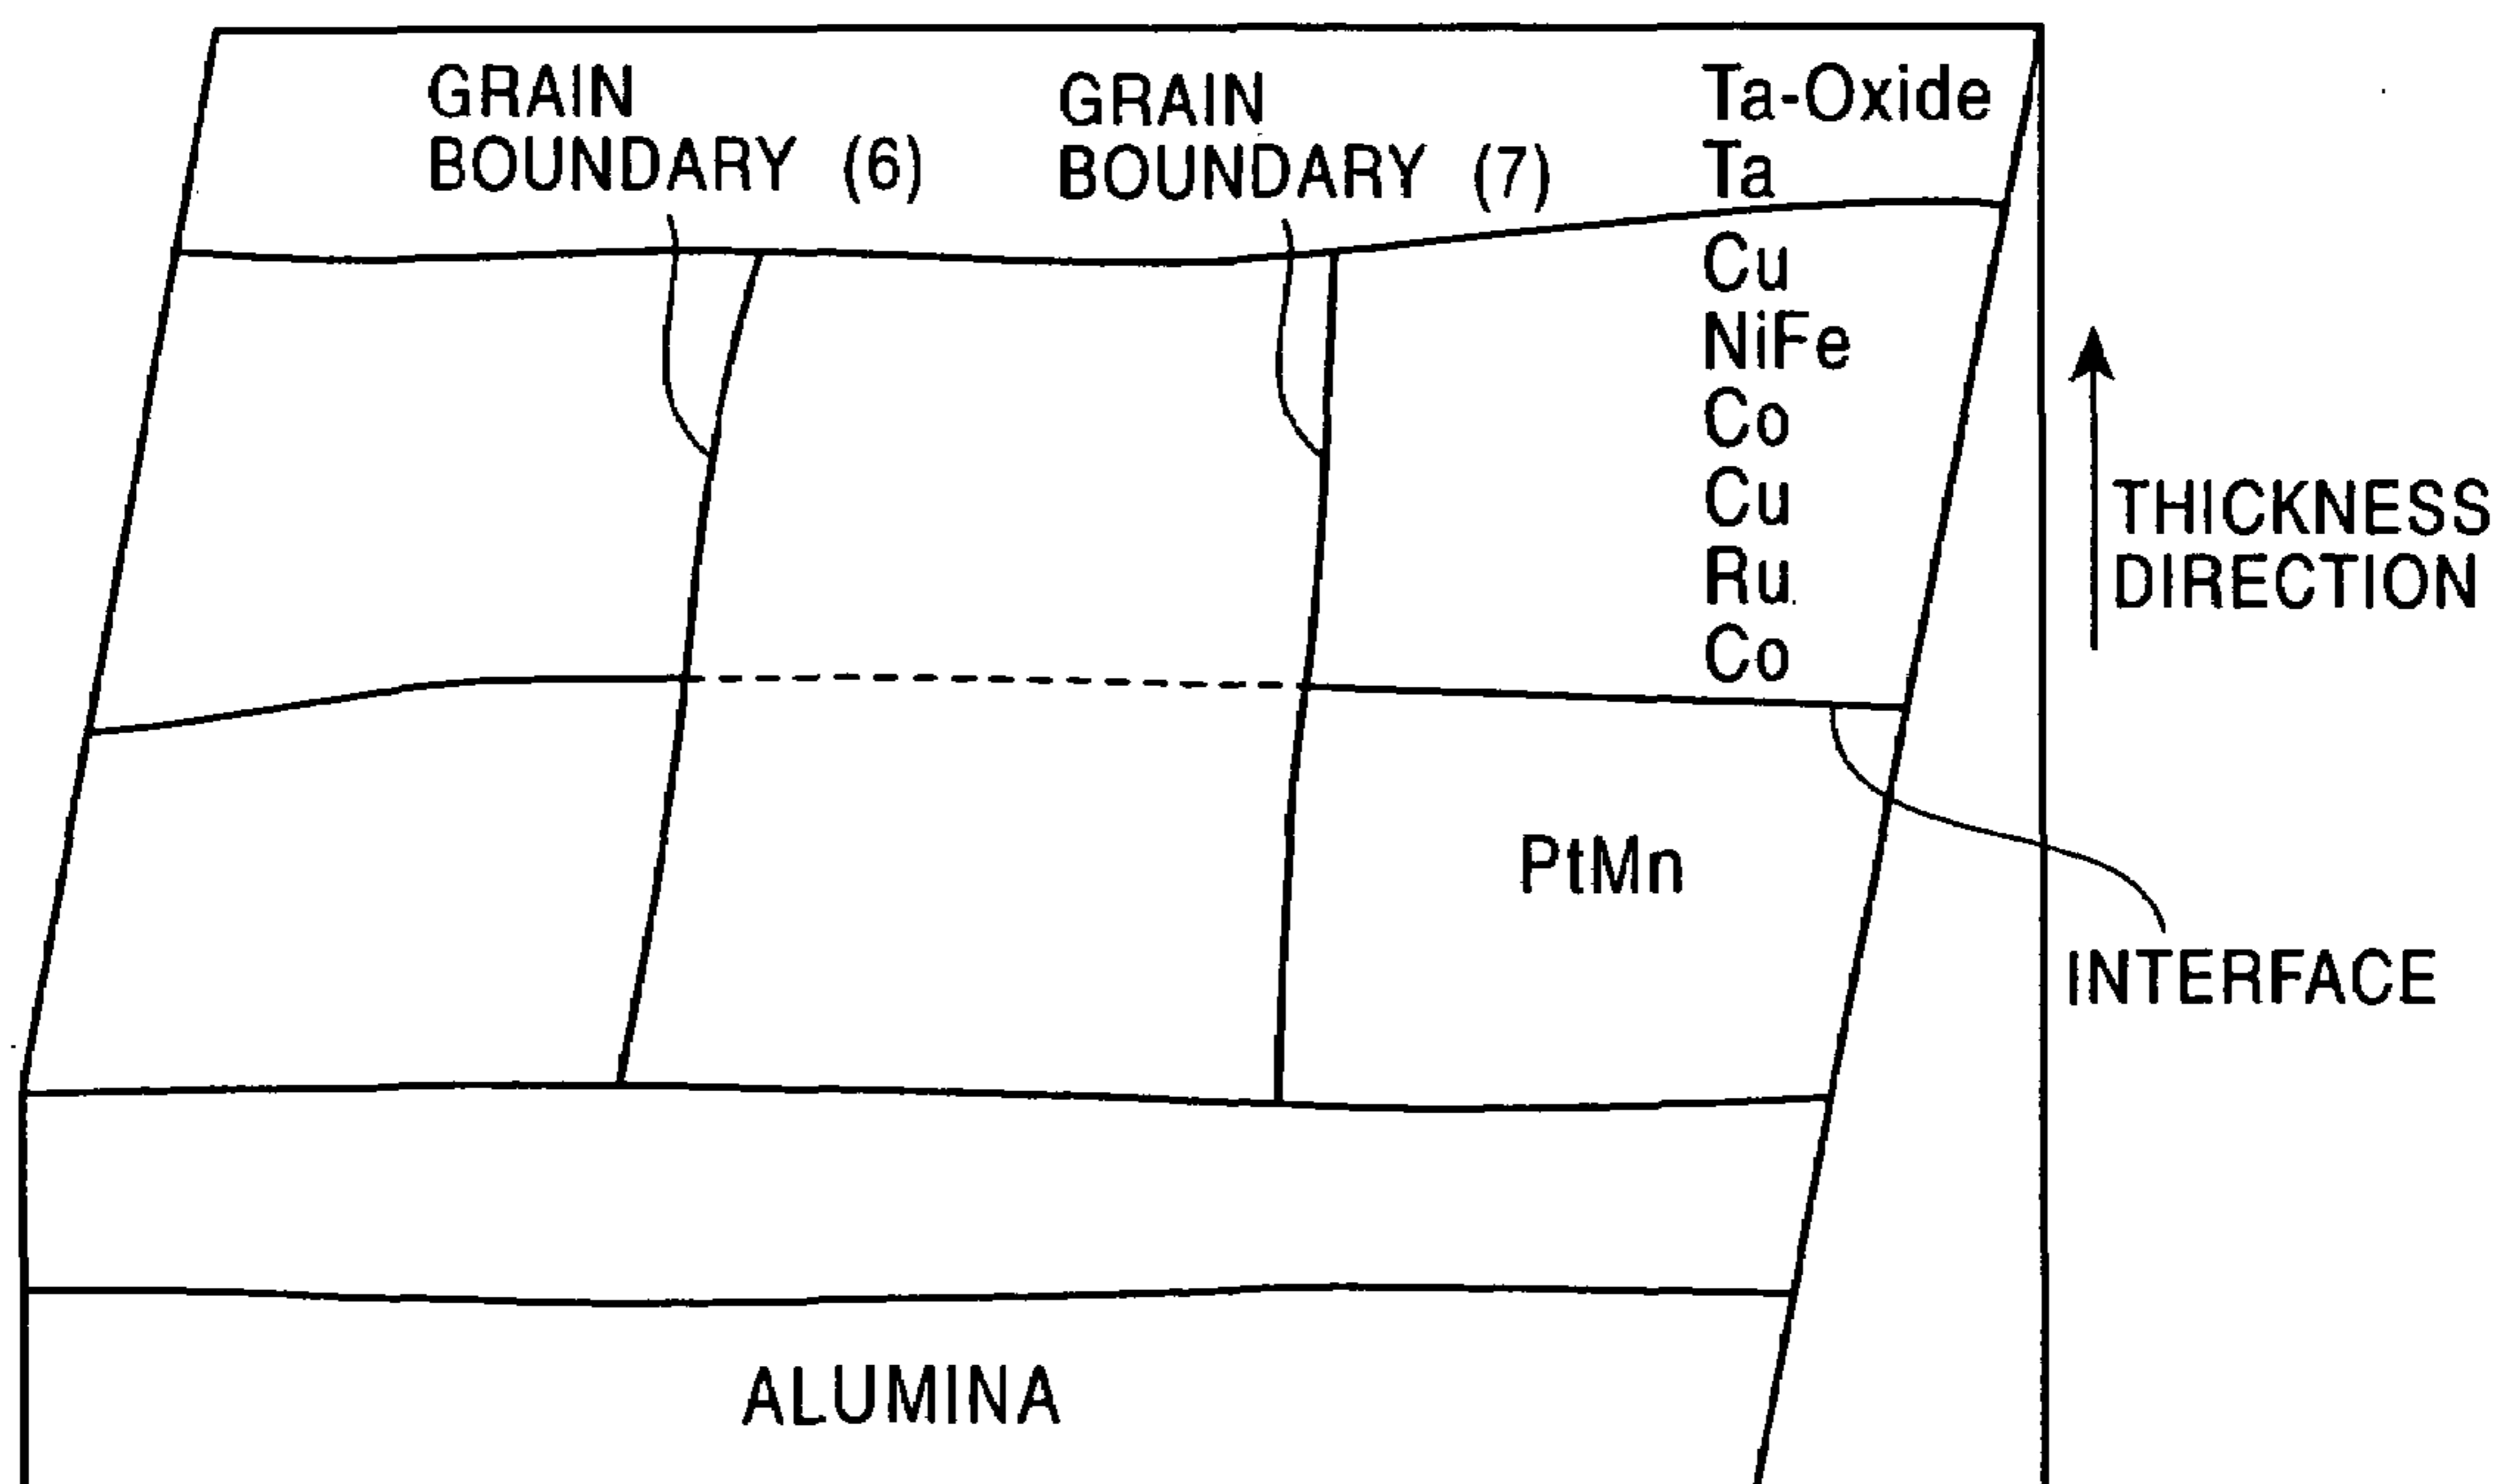 GRAIN
BOUNDARY (6)
GRAIN
BOUNDARY (7)
Ta-Oxide
Ta
Cu
NiFe
Co
Cu
Ru
Co
THICKNESS
DIRECTION
PtMn
INTERFACE
ALUMINA